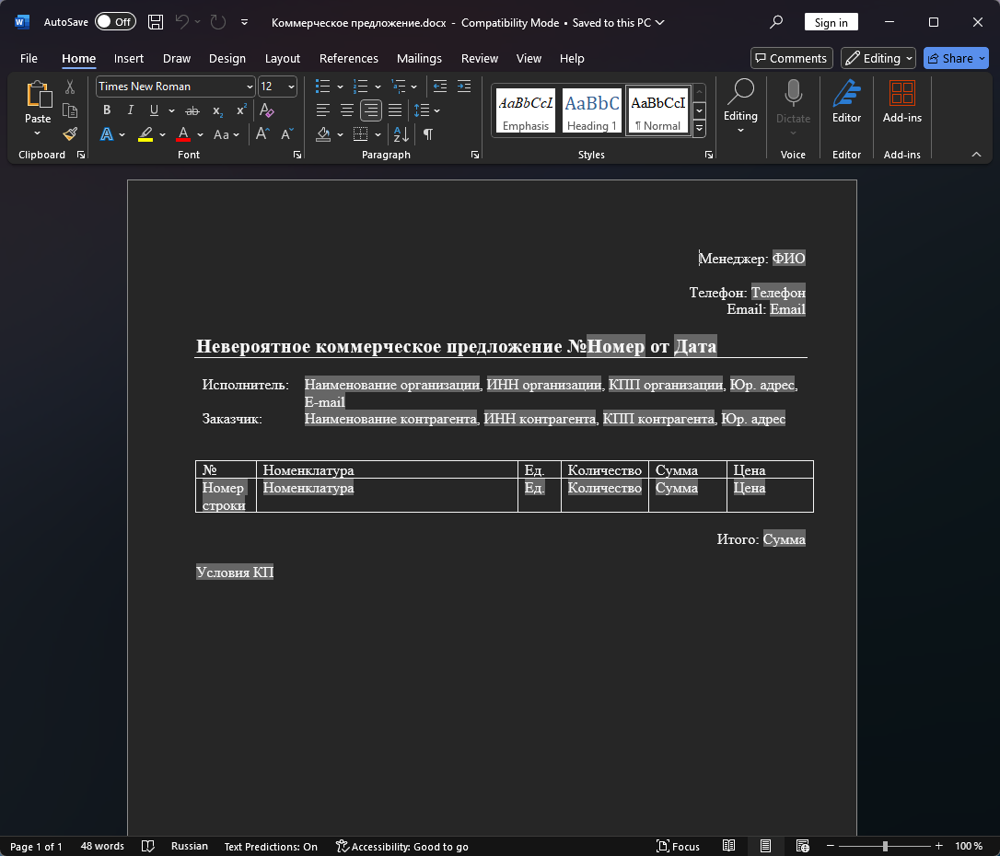 AutoSave Off Коммерческое предложение.docx - Compatibility Mode • Saved to this PC Sign in
File Home Insert Draw Design Layout References Mailings Review View Help Comments Editing Share
Paste
Clipboard
Times New Roman 12
B I U ab x₂ x² A
A A Aa A A
Font
Paragraph
AaBbCcI AaBbC AaBbCcI
Emphasis Heading 1 ¶ Normal
Styles
Editing
Dictate
Voice
Editor
Editor
Add-ins
Add-ins
Менеджер: ФИО
Телефон: Телефон
Email: Email
Невероятное коммерческое предложение №Номер от Дата
Исполнитель: Наименование организации, ИНН организации, КПП организации, Юр. адрес,
E-mail
Заказчик: Наименование контрагента, ИНН контрагента, КПП контрагента, Юр. адрес
№ Номенклатура Ед. Количество Сумма Цена
Номер Номенклатура Ед. Количество Сумма Цена
строки
Итого: Сумма
Условия КП
Page 1 of 1 48 words Russian Text Predictions: On Accessibility: Good to go Focus 100 %